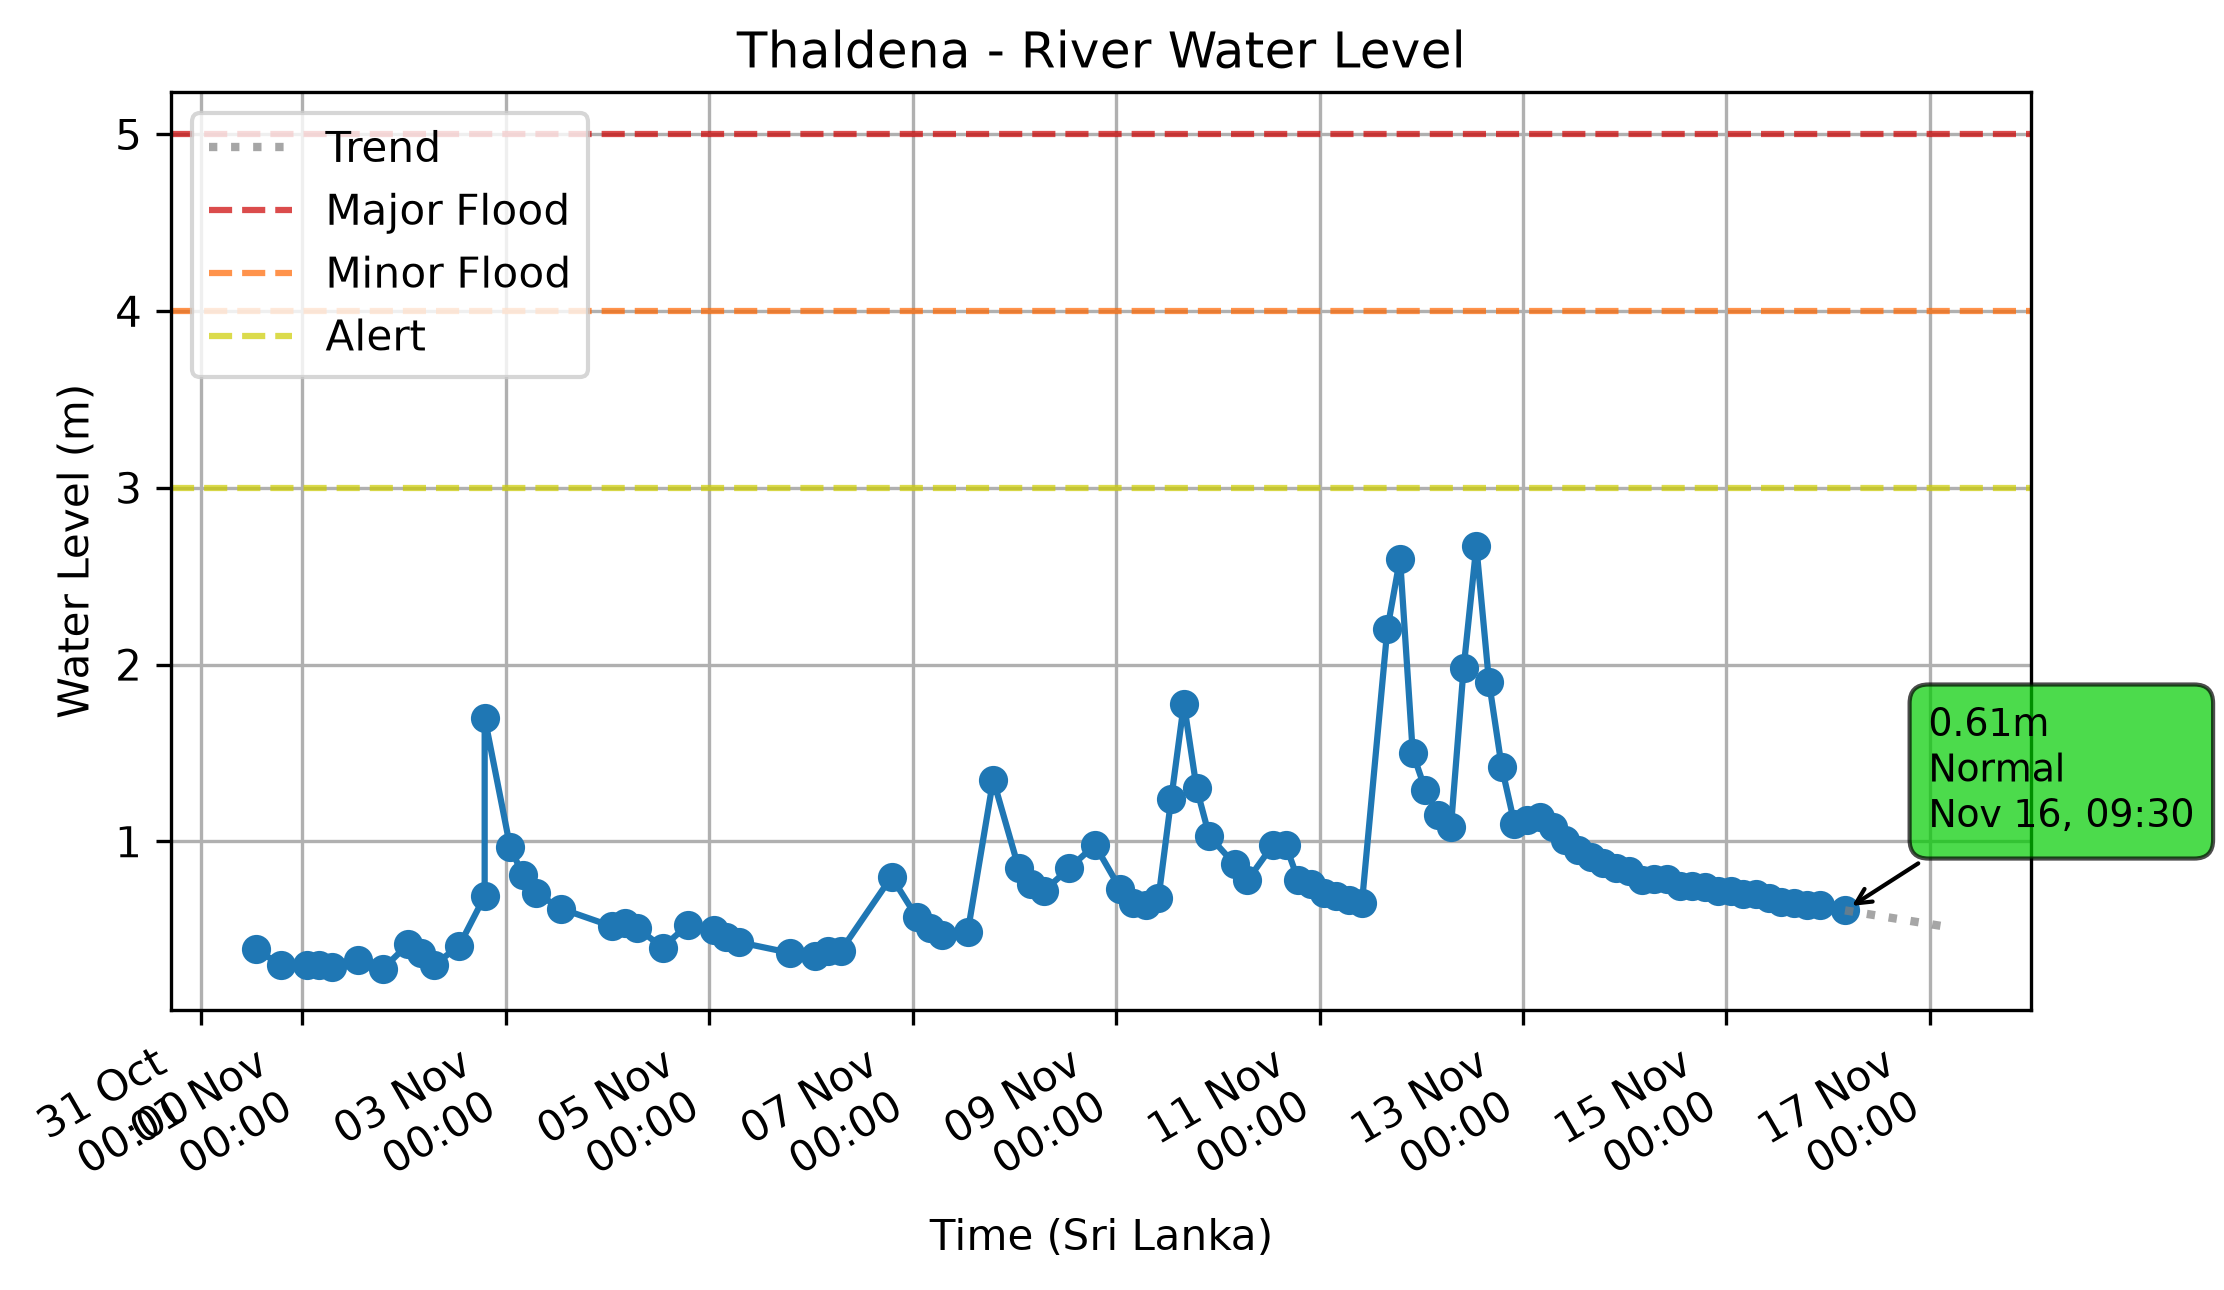 Thaldena - River Water Level
Trend
Major Flood
Minor Flood
Alert
5
4
3
2
1
Water Level (m)
0.61m
Normal
Nov 16, 09:30
31 Oct
00:00
01 Nov
00:00
03 Nov
00:00
05 Nov
00:00
07 Nov
00:00
09 Nov
00:00
11 Nov
00:00
13 Nov
00:00
15 Nov
00:00
17 Nov
00:00
Time (Sri Lanka)